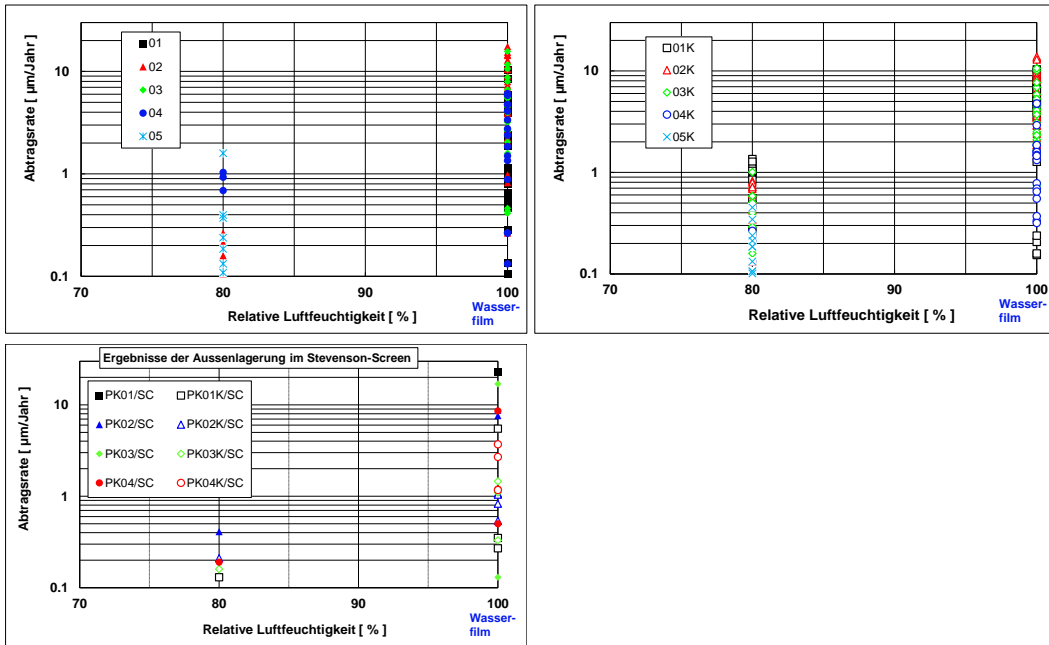 Abtragsrate [ µm/Jahr ]
10
1
0.1
01
02
03
04
05
70
80
90
100
Relative Luftfeuchtigkeit [ % ]
Wasser-
film
Abtragsrate [ µm/Jahr ]
10
1
0.1
01K
02K
03K
04K
05K
70
80
90
100
Relative Luftfeuchtigkeit [ % ]
Wasser-
film
Ergebnisse der Aussenlagerung im Stevenson-Screen
Abtragsrate [ µm/Jahr ]
10
1
0.1
PK01/SC PK01K/SC
PK02/SC PK02K/SC
PK03/SC PK03K/SC
PK04/SC PK04K/SC
70
80
90
100
Relative Luftfeuchtigkeit [ % ]
Wasser-
film